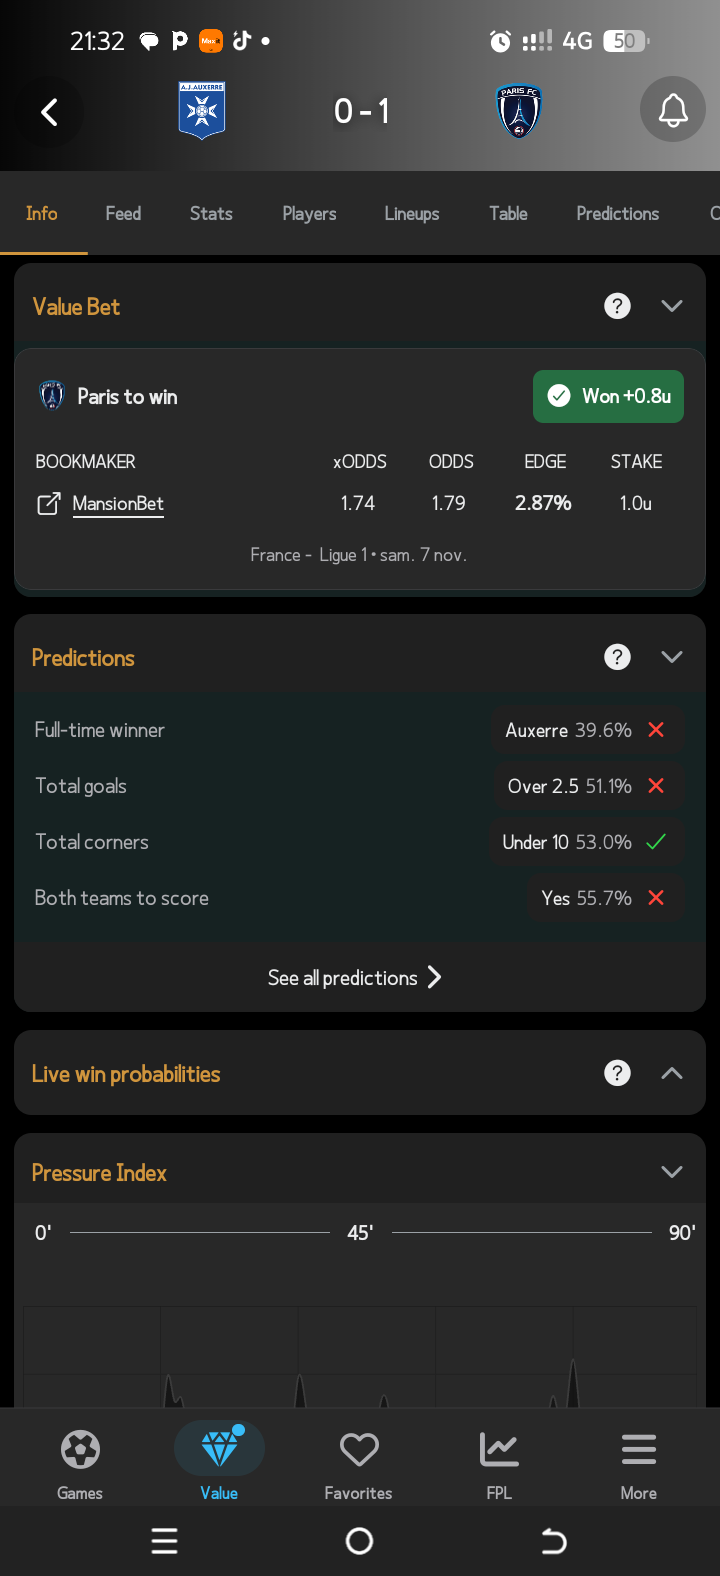 21:32
4G 50
A.J.AUXERRE
0 - 1
PARIS FC
Info Feed Stats Players Lineups Table Predictions
Value Bet ?
Paris to win Won +0.8u
BOOKMAKER xODDS ODDS EDGE STAKE
MansionBet 1.74 1.79 2.87% 1.0u
France - Ligue 1 • sam. 7 nov.
Predictions ?
Full-time winner Auxerre 39.6%
Total goals Over 2.5 51.1%
Total corners Under 10 53.0%
Both teams to score Yes 55.7%
See all predictions
Live win probabilities ?
Pressure Index
0' 45' 90'
Games Value Favorites FPL More